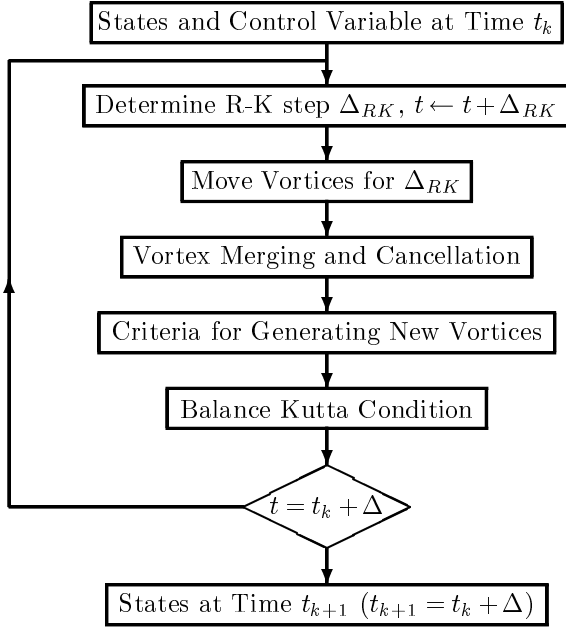 States and Control Variable at Time t_k
Determine R-K step Δ_RK, t ← t + Δ_RK
Move Vortices for Δ_RK
Vortex Merging and Cancellation
Criteria for Generating New Vortices
Balance Kutta Condition
t = t_k + Δ
States at Time t_{k+1} (t_{k+1} = t_k + Δ)